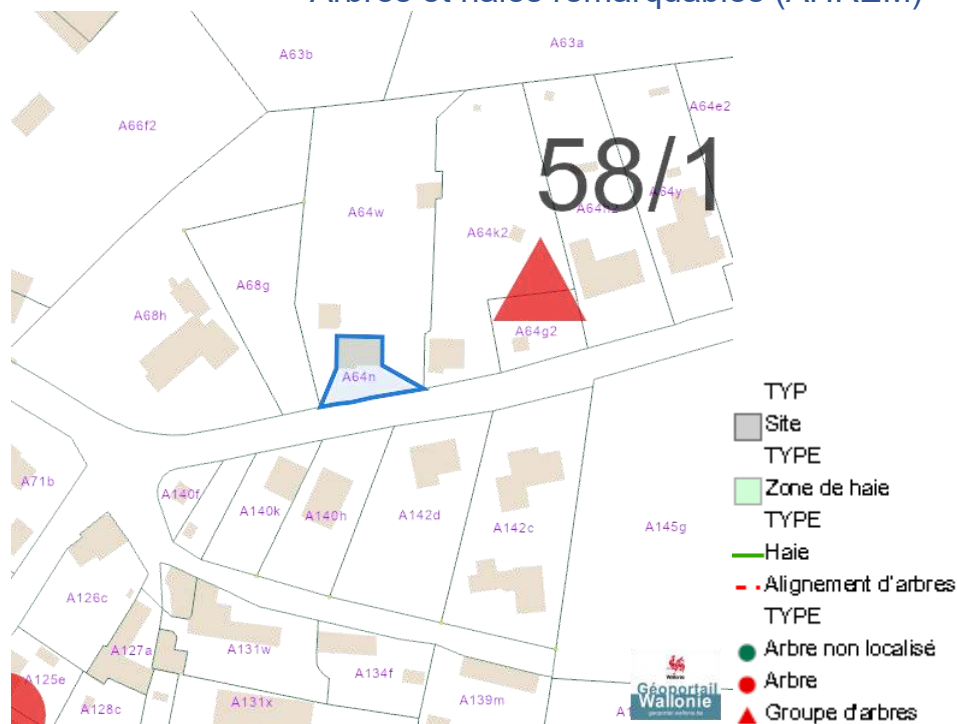 A63b
A63a
A66f2
A64e2
58/1
A64y
A64w
A64k2
A68g
A68h
A64g2
A64n
A71b
A140f
A140k
A140h
A142d
A142c
A145g
A126c
A127a
A131w
A125e
A134f
A128c
A131x
A139m
TYP
Site
TYPE
Zone de haie
TYPE
Haie
Alignement d'arbres
TYPE
Arbre non localisé
Arbre
Groupe d'arbres
Wallonie
Géoportail
Wallonie